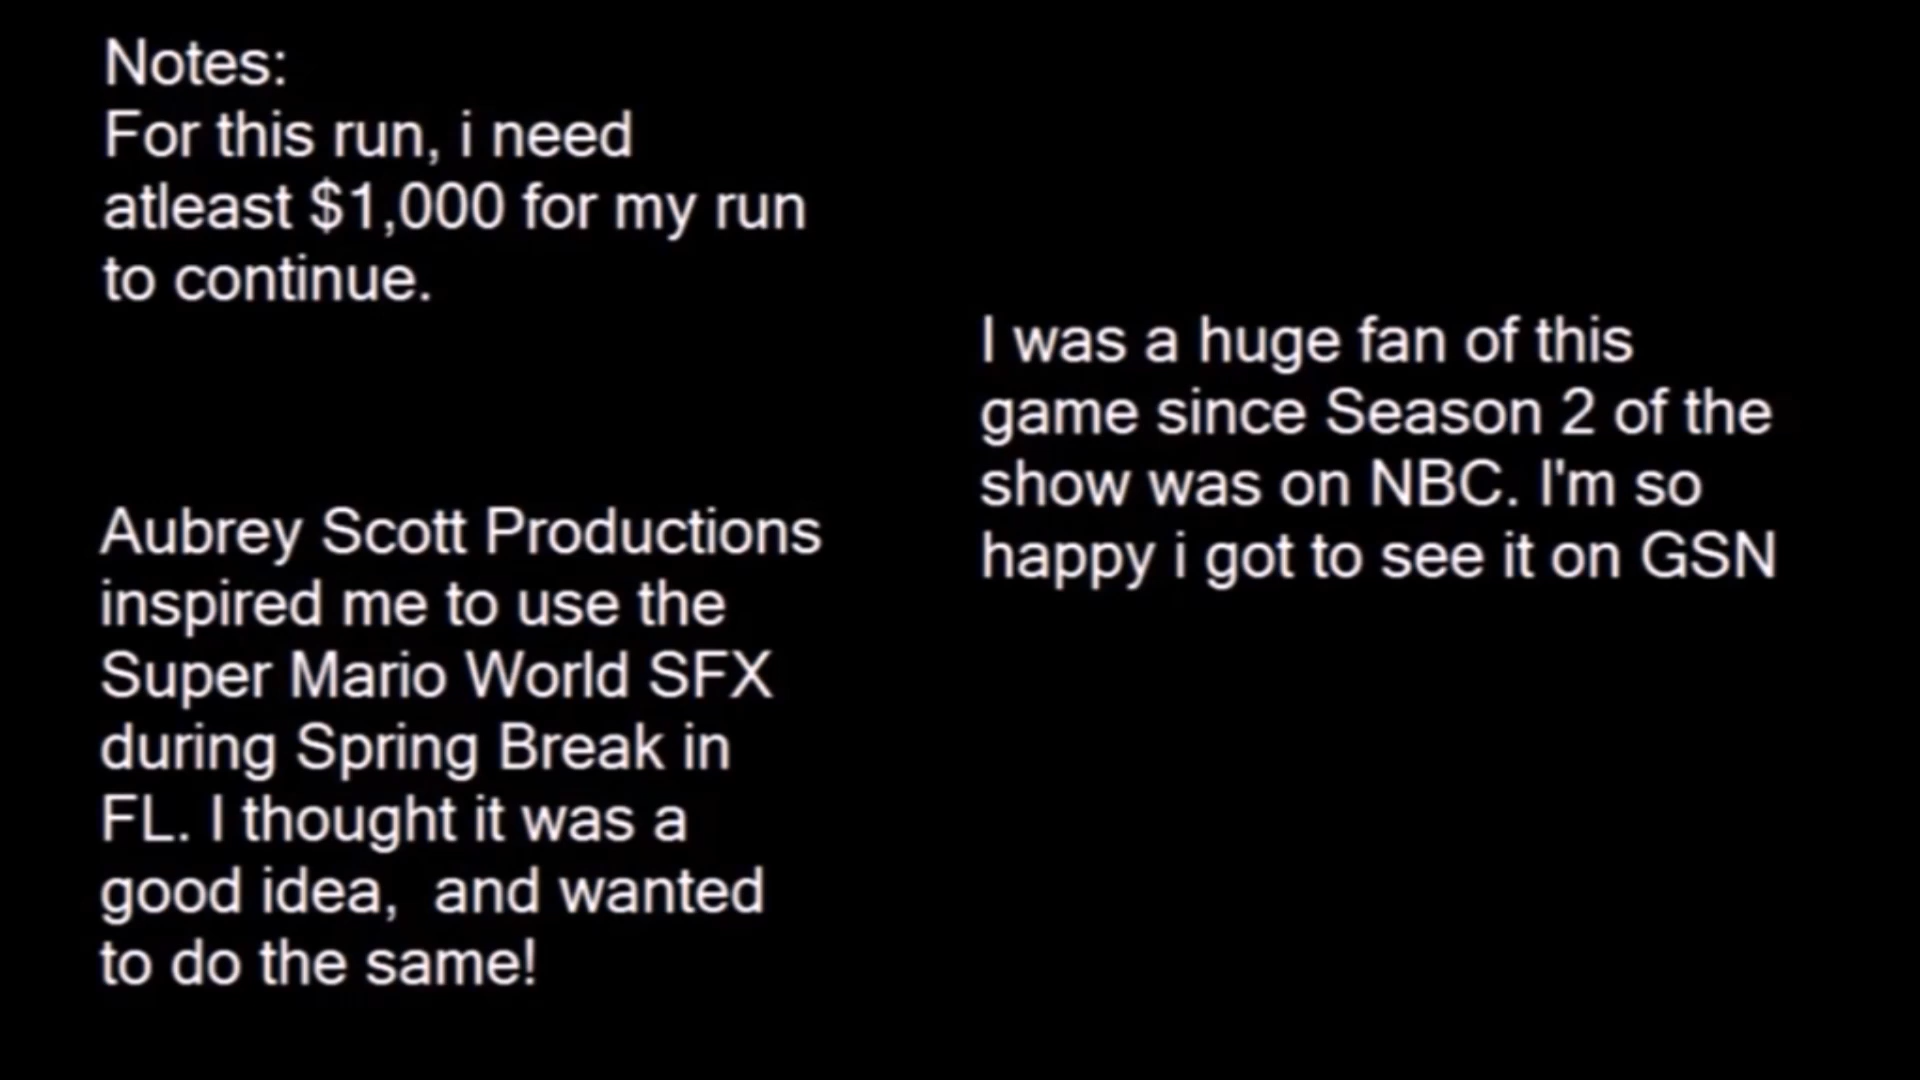 Notes:
For this run, i need
atleast $1,000 for my run
to continue.
Aubrey Scott Productions
inspired me to use the
Super Mario World SFX
during Spring Break in
FL. I thought it was a
good idea,  and wanted
to do the same!
I was a huge fan of this
game since Season 2 of the
show was on NBC. I'm so
happy i got to see it on GSN